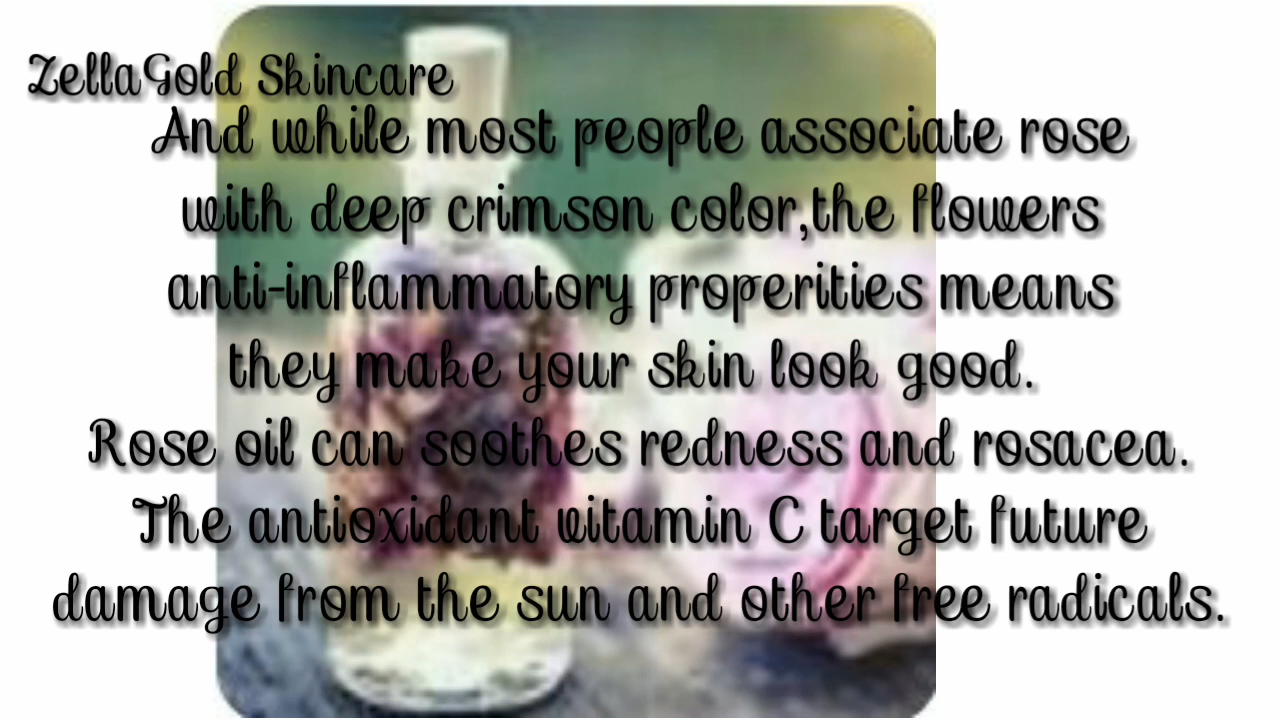 ZellaGold Skincare
And while most people associate rose
with deep crimson color,the flowers
anti-inflammatory properities means
they make your skin look good.
Rose oil can soothes redness and rosacea.
The antioxidant vitamin C target future
damage from the sun and other free radicals.